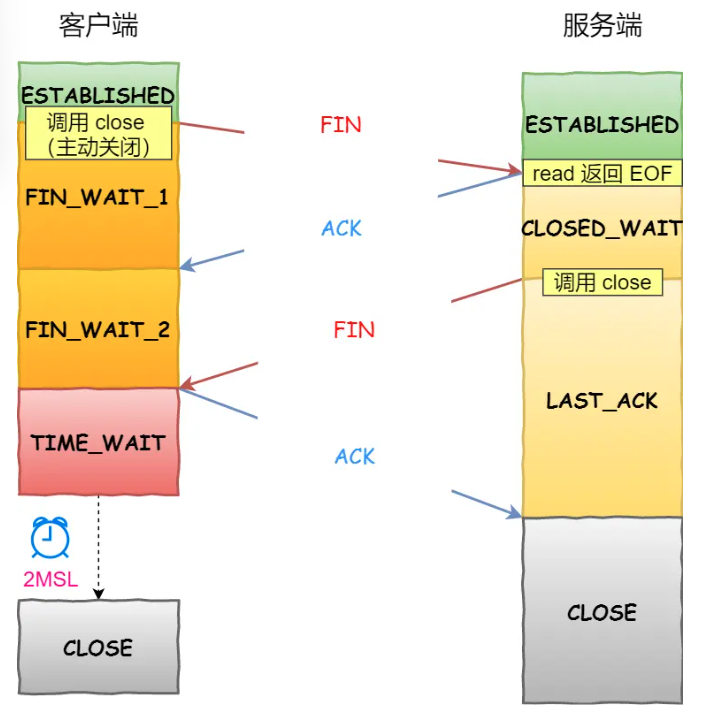 客户端
服务端
ESTABLISHED
调用 close
（主动关闭）
FIN
ESTABLISHED
read 返回 EOF
FIN_WAIT_1
ACK
CLOSED_WAIT
调用 close
FIN_WAIT_2
FIN
LAST_ACK
TIME_WAIT
ACK
2MSL
CLOSE
CLOSE